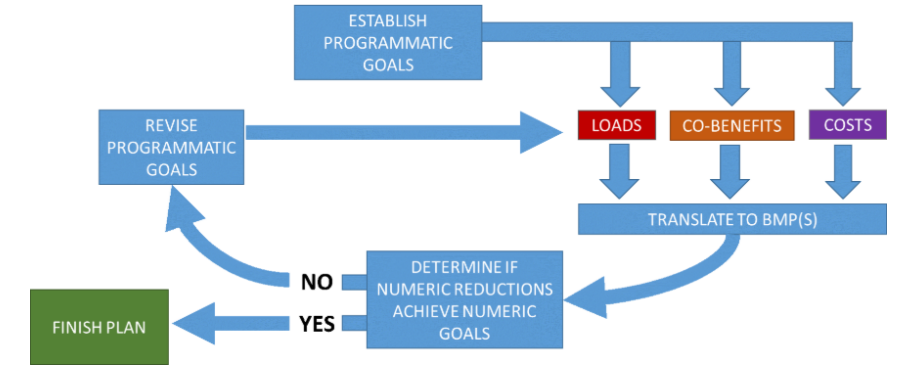 ESTABLISH
PROGRAMMATIC
GOALS
REVISE
PROGRAMMATIC
GOALS
LOADS
CO-BENEFITS
COSTS
TRANSLATE TO BMP(S)
DETERMINE IF
NUMERIC REDUCTIONS
ACHIEVE NUMERIC
GOALS
NO
YES
FINISH PLAN